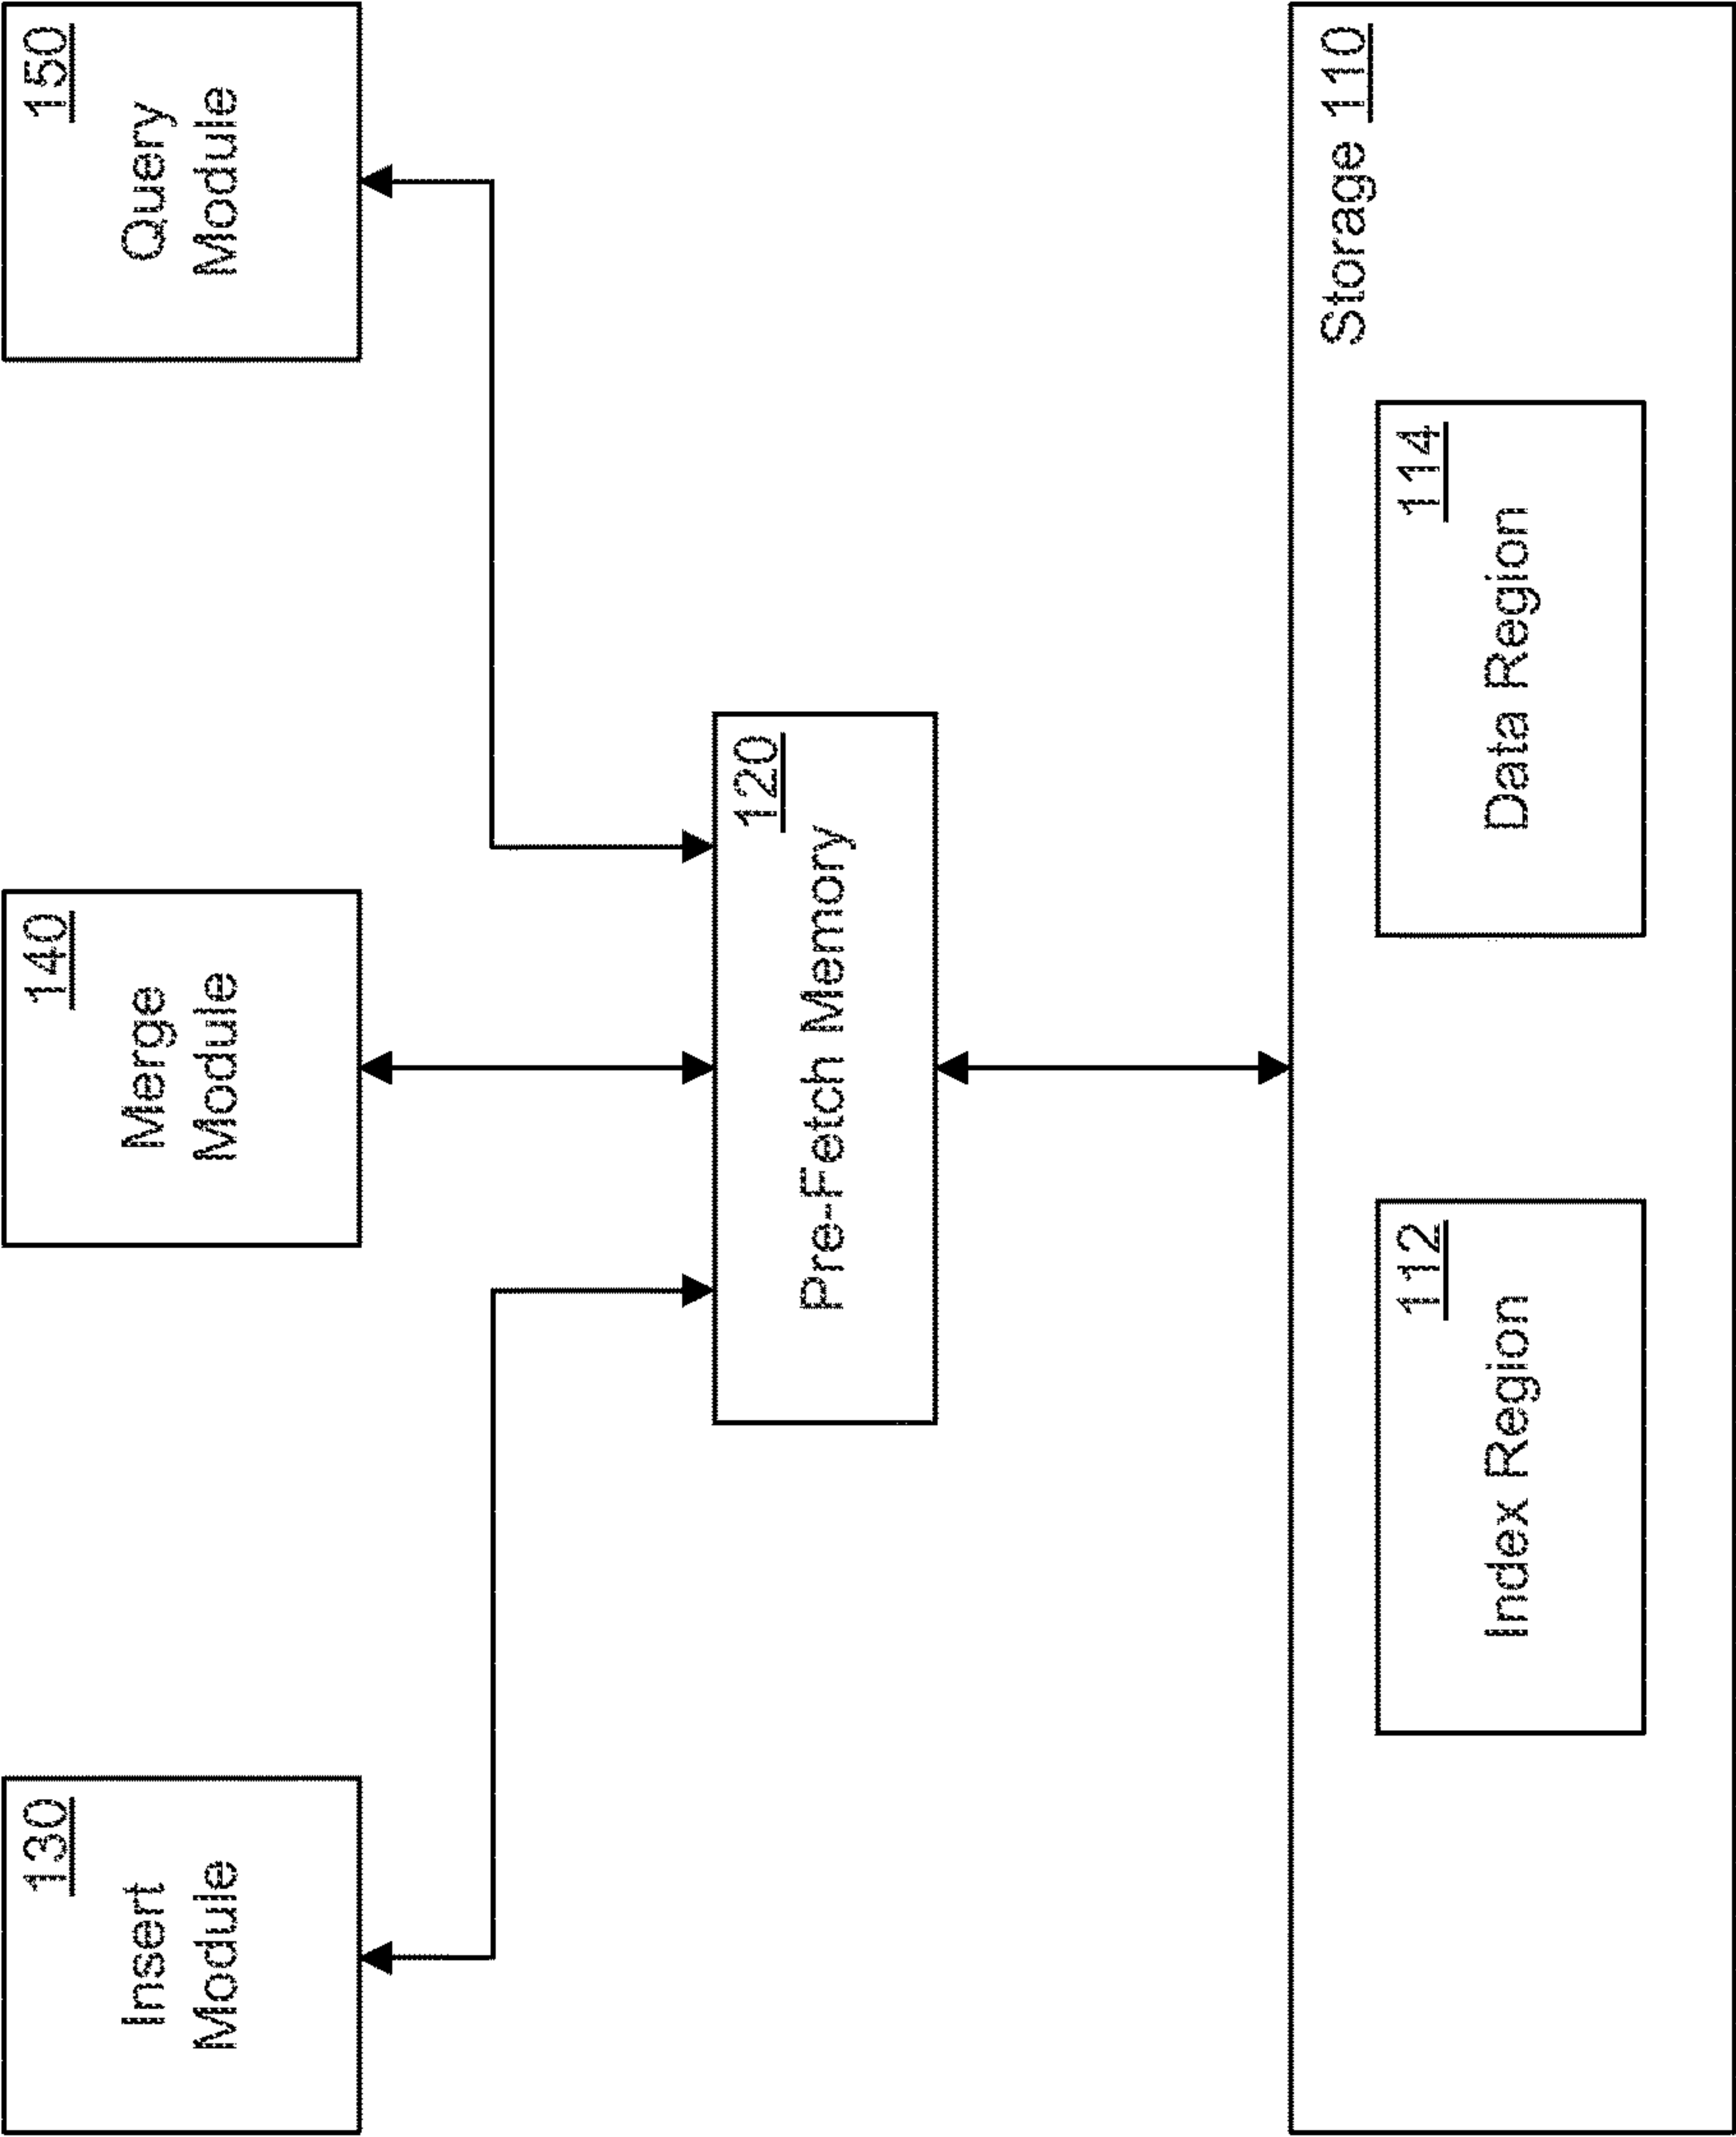 130
Insert
Module
140
Merge
Module
150
Query
Module
120
Pre-Fetch Memory
Storage 110
112
Index Region
114
Data Region